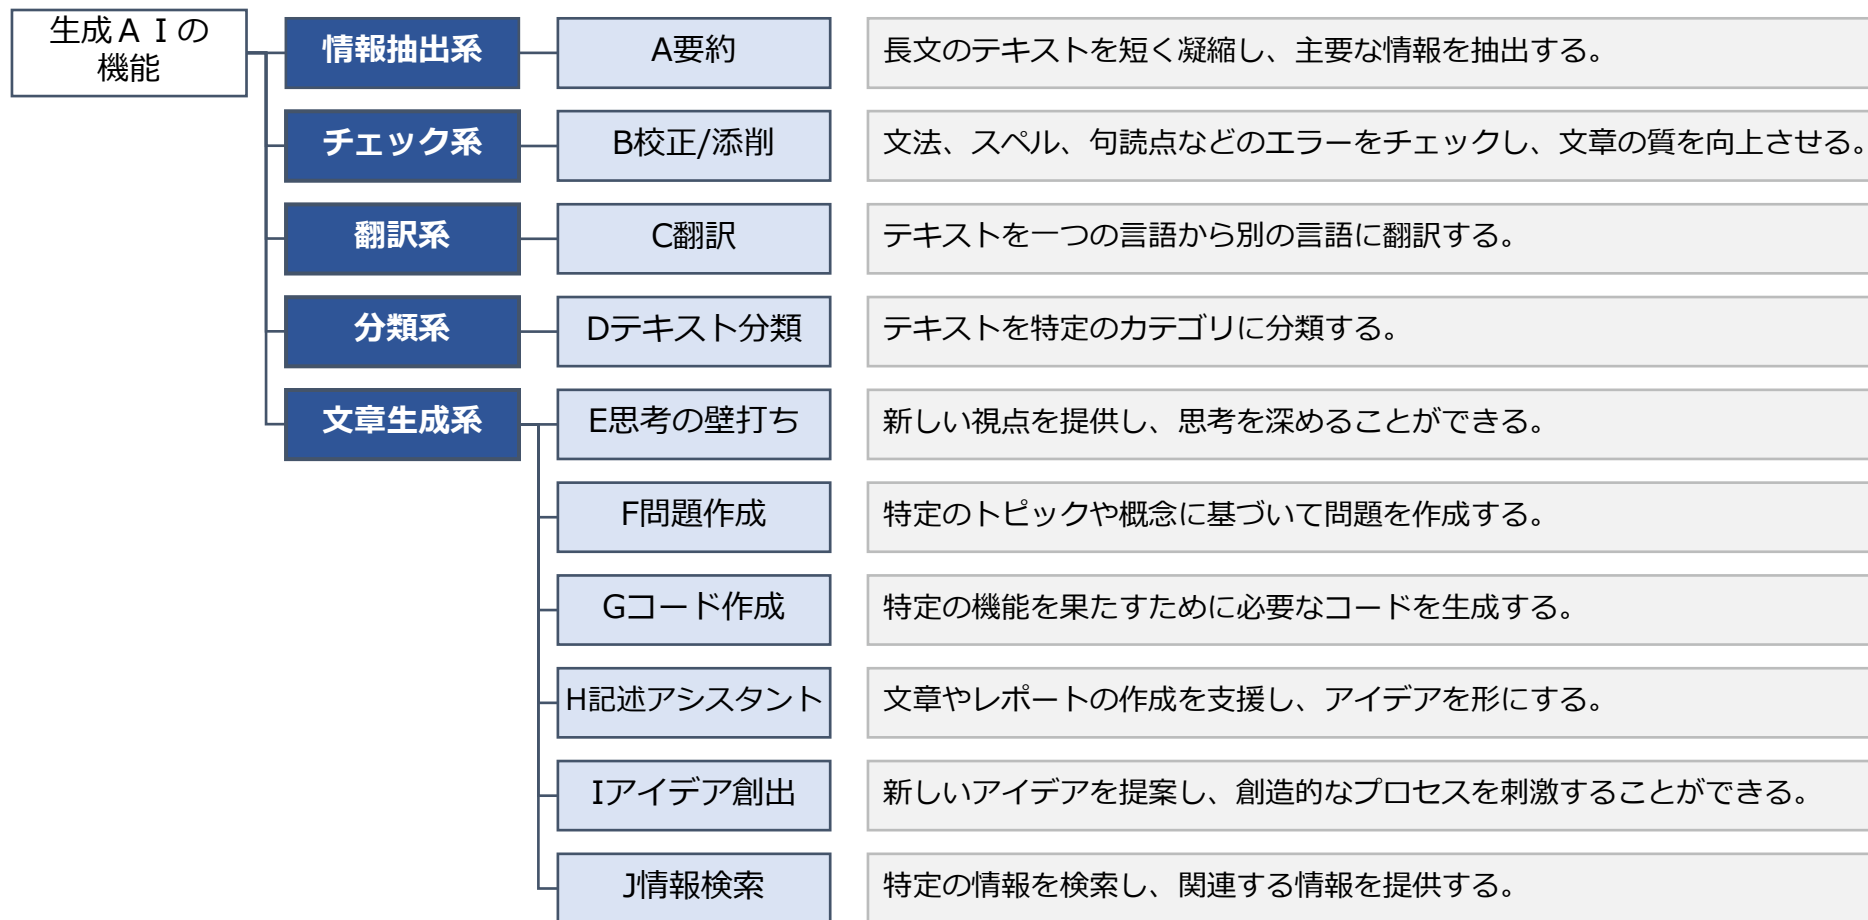 生成ＡＩの
機能
情報抽出系
A要約
長文のテキストを短く凝縮し、主要な情報を抽出する。
チェック系
B校正/添削
文法、スペル、句読点などのエラーをチェックし、文章の質を向上させる。
翻訳系
C翻訳
テキストを一つの言語から別の言語に翻訳する。
分類系
Dテキスト分類
テキストを特定のカテゴリに分類する。
文章生成系
E思考の壁打ち
新しい視点を提供し、思考を深めることができる。
F問題作成
特定のトピックや概念に基づいて問題を作成する。
Gコード作成
特定の機能を果たすために必要なコードを生成する。
H記述アシスタント
文章やレポートの作成を支援し、アイデアを形にする。
Iアイデア創出
新しいアイデアを提案し、創造的なプロセスを刺激することができる。
J情報検索
特定の情報を検索し、関連する情報を提供する。